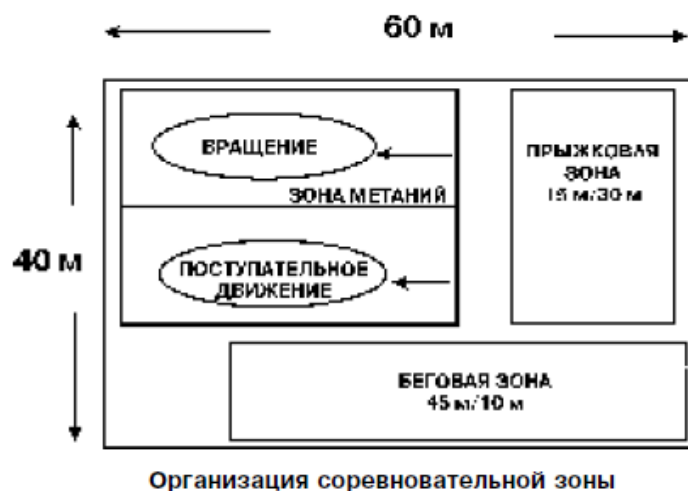 60 м
ВРАЩЕНИЕ
ЗОНА МЕТАНИЙ
ПРЫЖКОВАЯ
ЗОНА
15 м/30 м
40 м
ПОСТУПАТЕЛЬНОЕ
ДВИЖЕНИЕ
БЕГОВАЯ ЗОНА
45 м/10 м
Организация соревновательной зоны